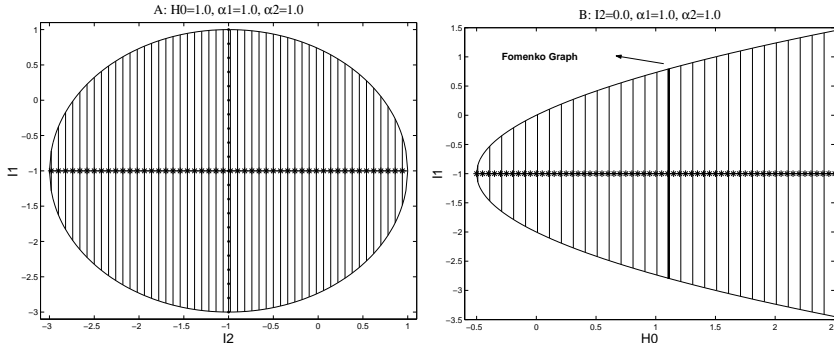 A: H0=1.0, α1=1.0, α2=1.0
1
0.5
0
−0.5
−1
−1.5
−2
−2.5
−3
I1
−3 −2.5 −2 −1.5 −1 −0.5 0 0.5 1
I2
B: I2=0.0, α1=1.0, α2=1.0
1.5
1
0.5
0
−0.5
−1
−1.5
−2
−2.5
−3
−3.5
I1
Fomenko Graph
−0.5 0 0.5 1 1.5 2 2.5
H0